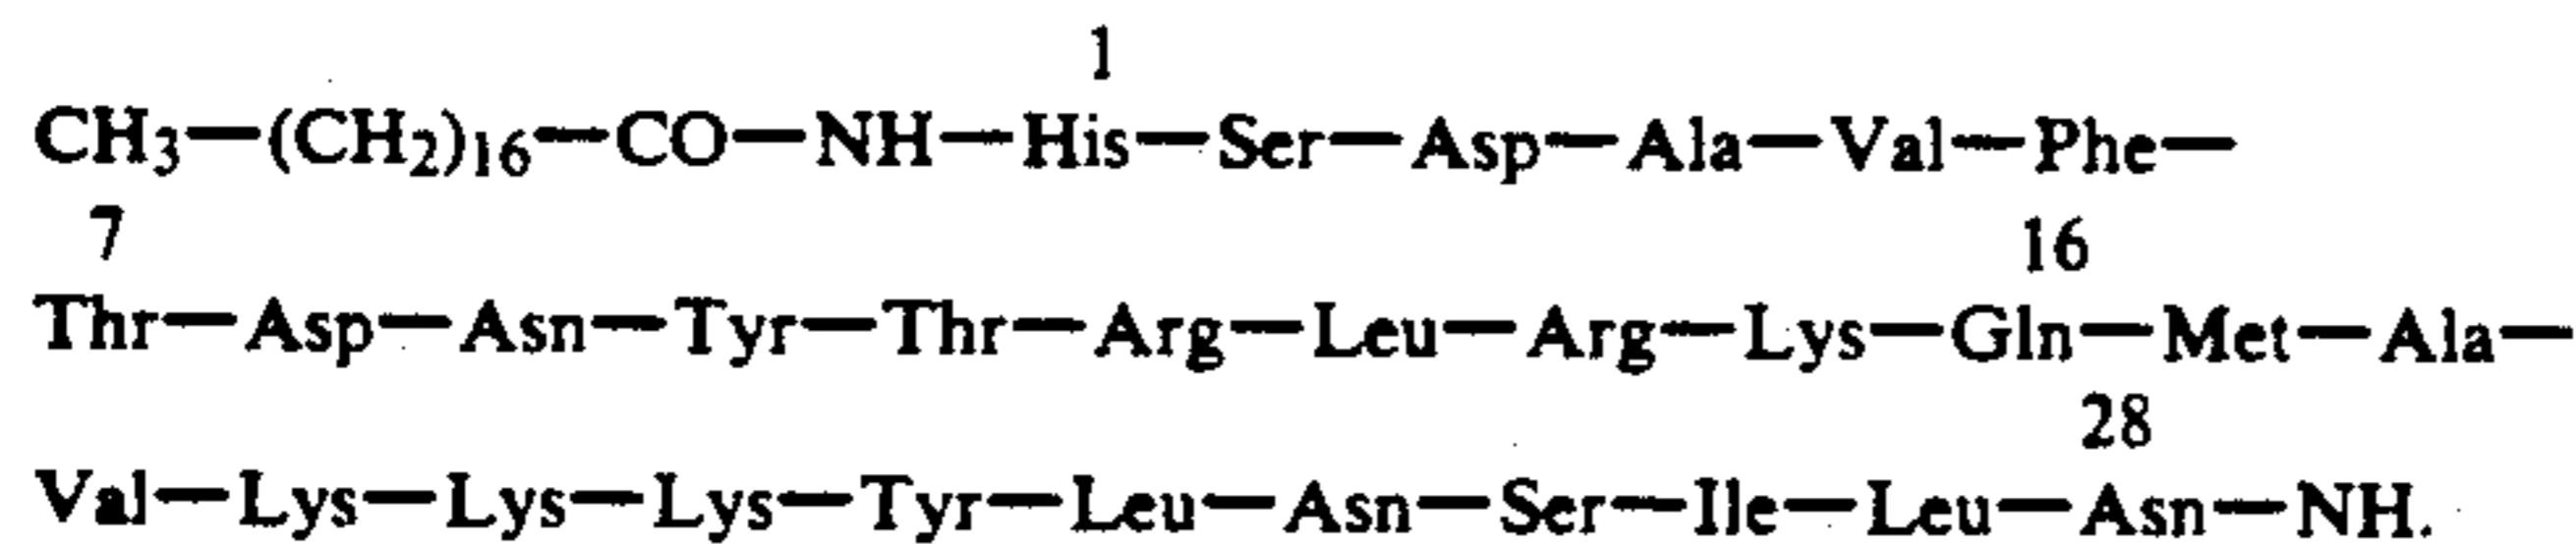 1
CH₃—(CH₂)₁₆—CO—NH—His—Ser—Asp—Ala—Val—Phe—
7 16
Thr—Asp—Asn—Tyr—Thr—Arg—Leu—Arg—Lys—Gln—Met—Ala—
28
Val—Lys—Lys—Lys—Tyr—Leu—Asn—Ser—Ile—Leu—Asn—NH.